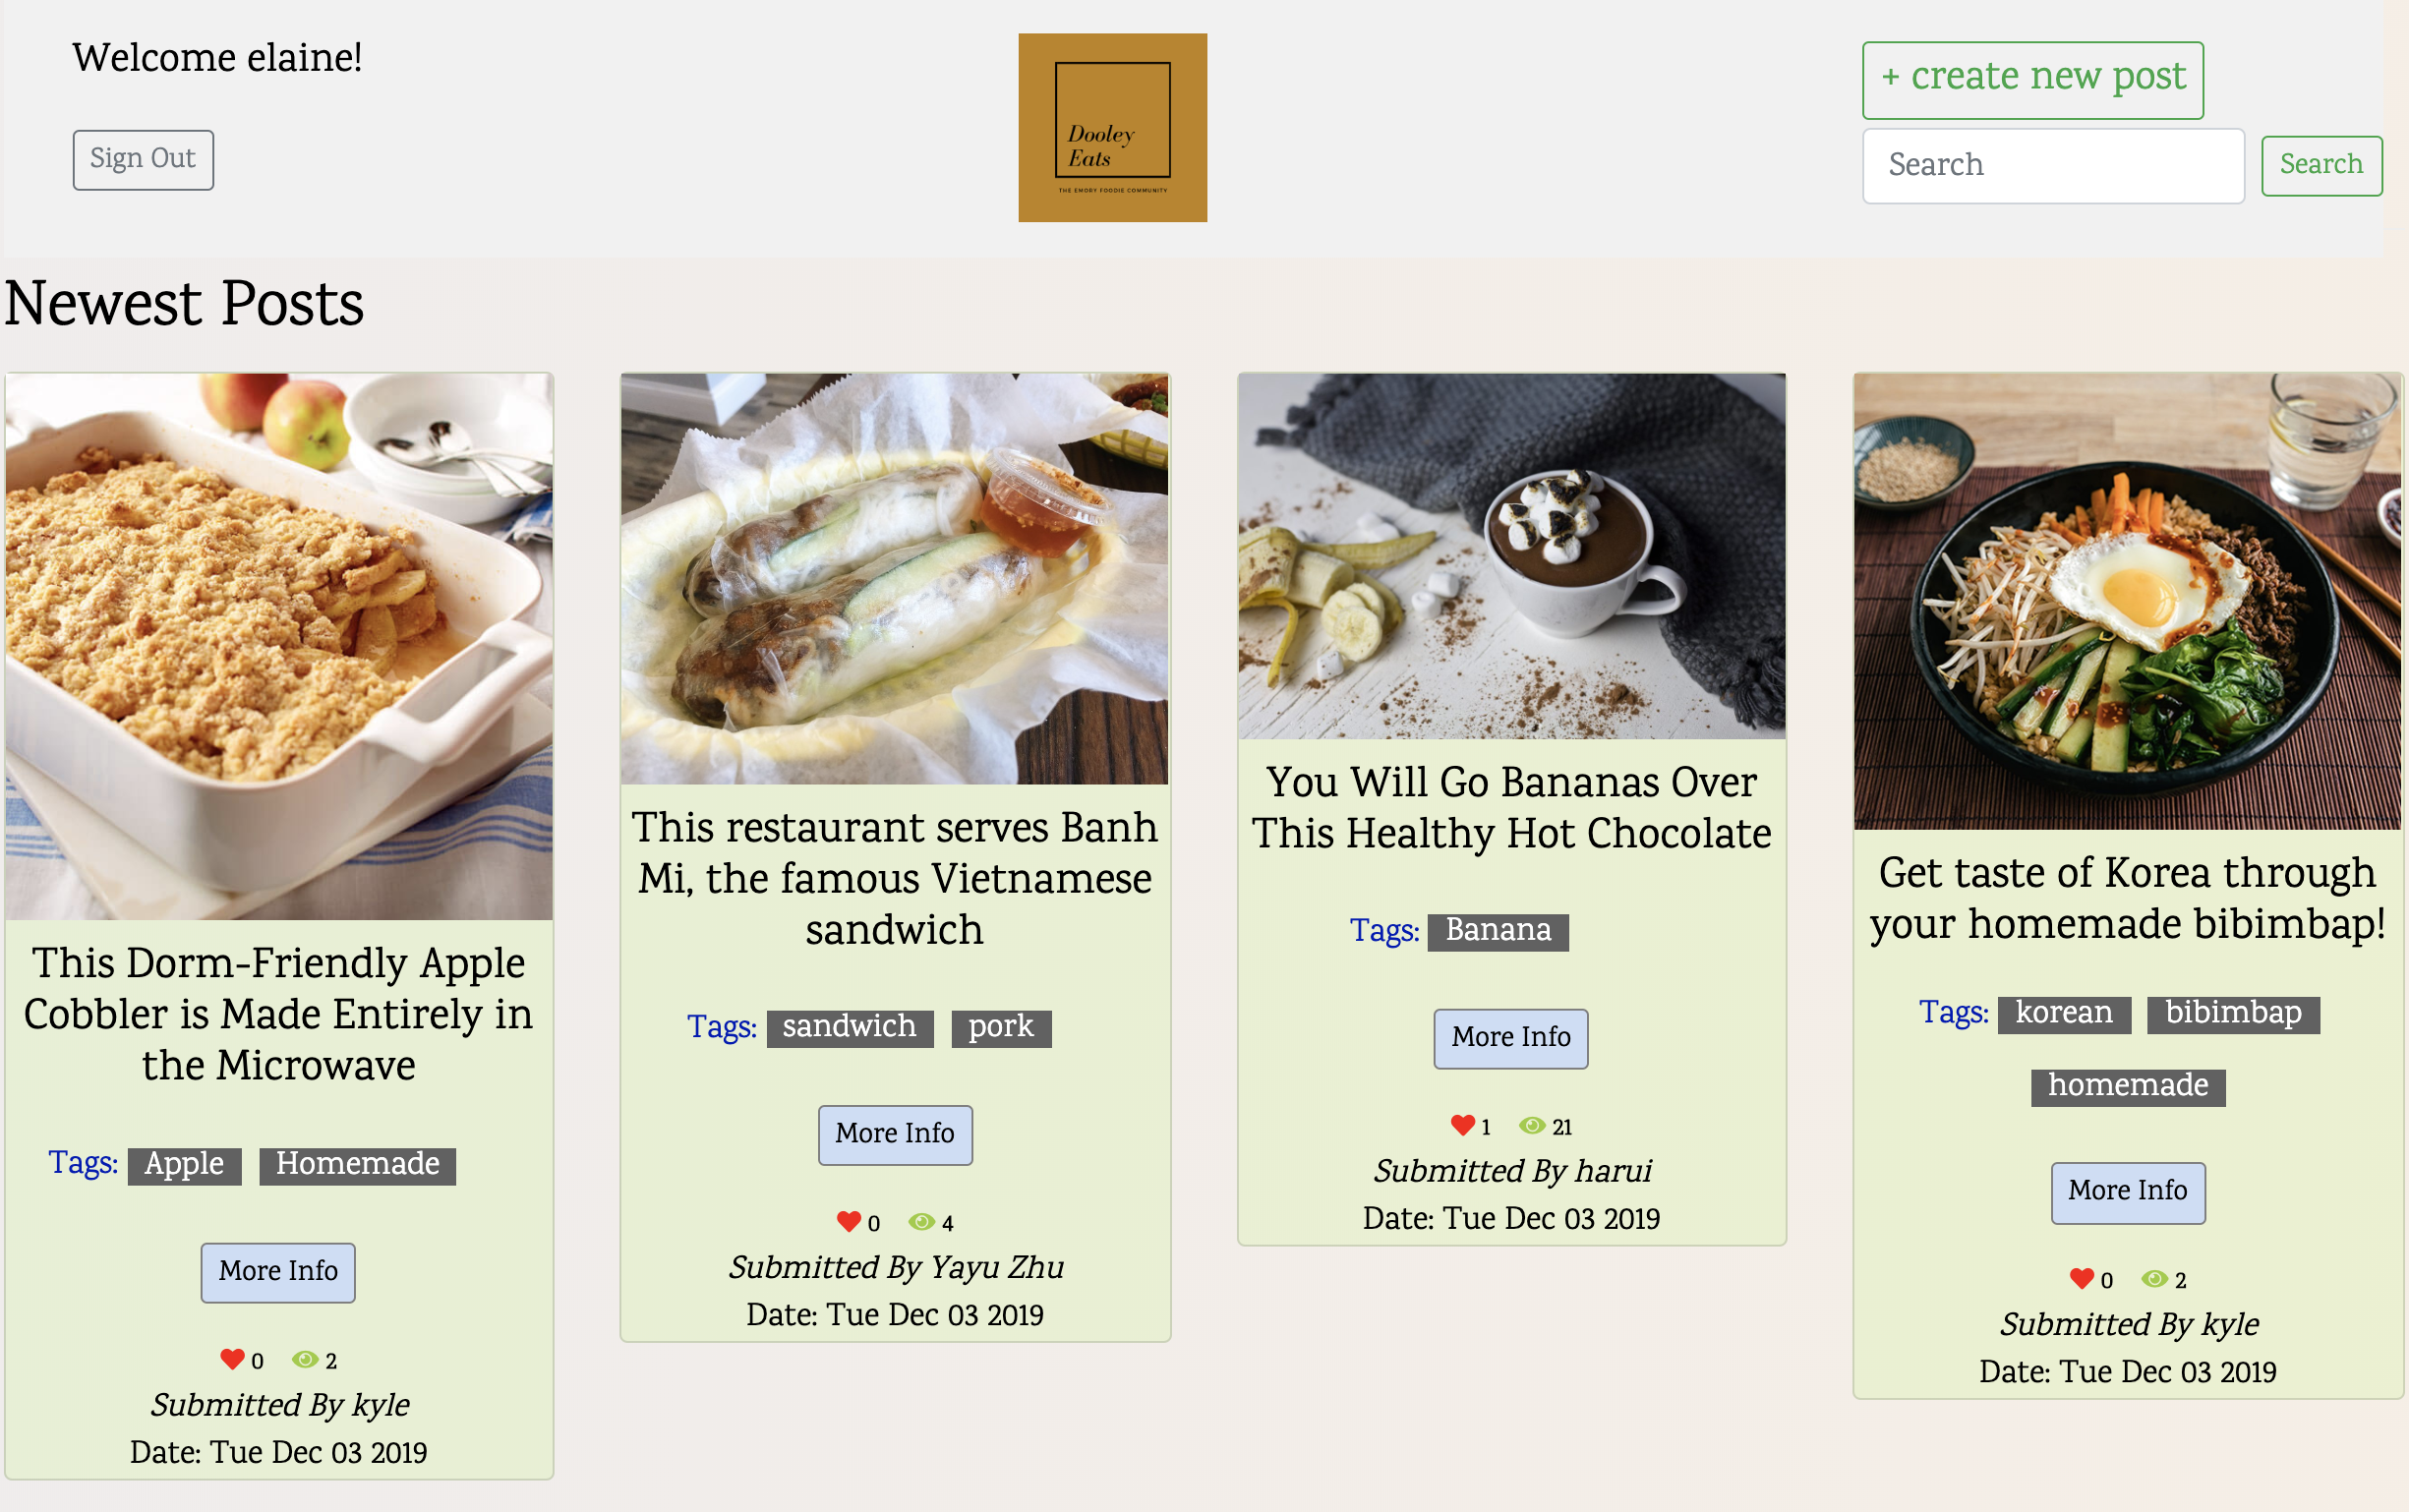 Welcome elaine!
Sign Out
Dooley
Eats
THE EMORY FOODIE COMMUNITY
+ create new post
Search
Search
Newest Posts
This Dorm-Friendly Apple
Cobbler is Made Entirely in
the Microwave
Tags: Apple Homemade
More Info
0 2
Submitted By kyle
Date: Tue Dec 03 2019
This restaurant serves Banh
Mi, the famous Vietnamese
sandwich
Tags: sandwich pork
More Info
0 4
Submitted By Yayu Zhu
Date: Tue Dec 03 2019
You Will Go Bananas Over
This Healthy Hot Chocolate
Tags: Banana
More Info
1 21
Submitted By harui
Date: Tue Dec 03 2019
Get taste of Korea through
your homemade bibimbap!
Tags: korean bibimbap
homemade
More Info
0 2
Submitted By kyle
Date: Tue Dec 03 2019